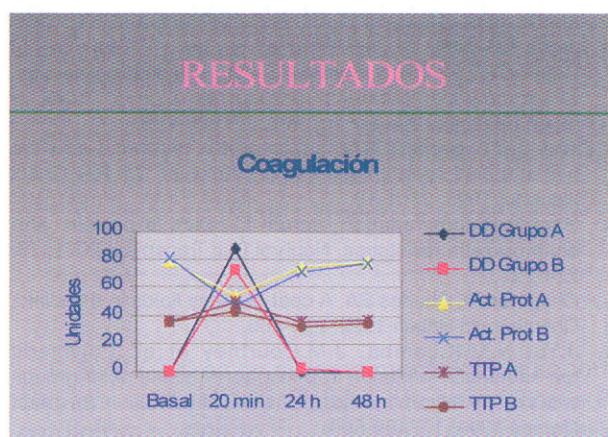 RESULTADOS
Coagulación
100
80
60
40
20
0
Unidades
Basal 20 min 24 h 48 h
DD Grupo A
DD Grupo B
Act. Prot A
Act. Prot B
TTP A
TTP B